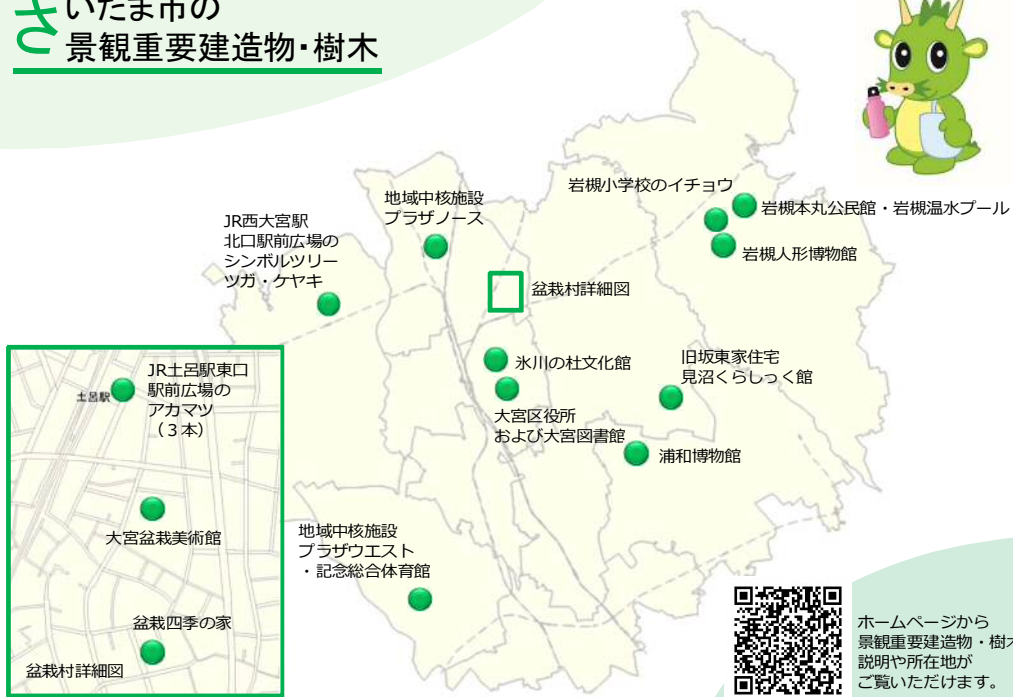 さいたま市の
景観重要建造物・樹木
岩槻小学校のイチョウ
岩槻本丸公民館・岩槻温水プール
岩槻人形博物館
地域中核施設
プラザノース
JR西大宮駅
北口駅前広場の
シンボルツリー
ツガ・ケヤキ
盆栽村詳細図
氷川の杜文化館
大宮区役所
および大宮図書館
旧坂東家住宅
見沼くらしっく館
浦和博物館
地域中核施設
プラザウエスト
・記念総合体育館
土呂駅
JR土呂駅東口
駅前広場の
アカマツ
（３本）
大宮盆栽美術館
盆栽四季の家
盆栽村詳細図
ホームページから
景観重要建造物・樹木
説明や所在地が
ご覧いただけます。